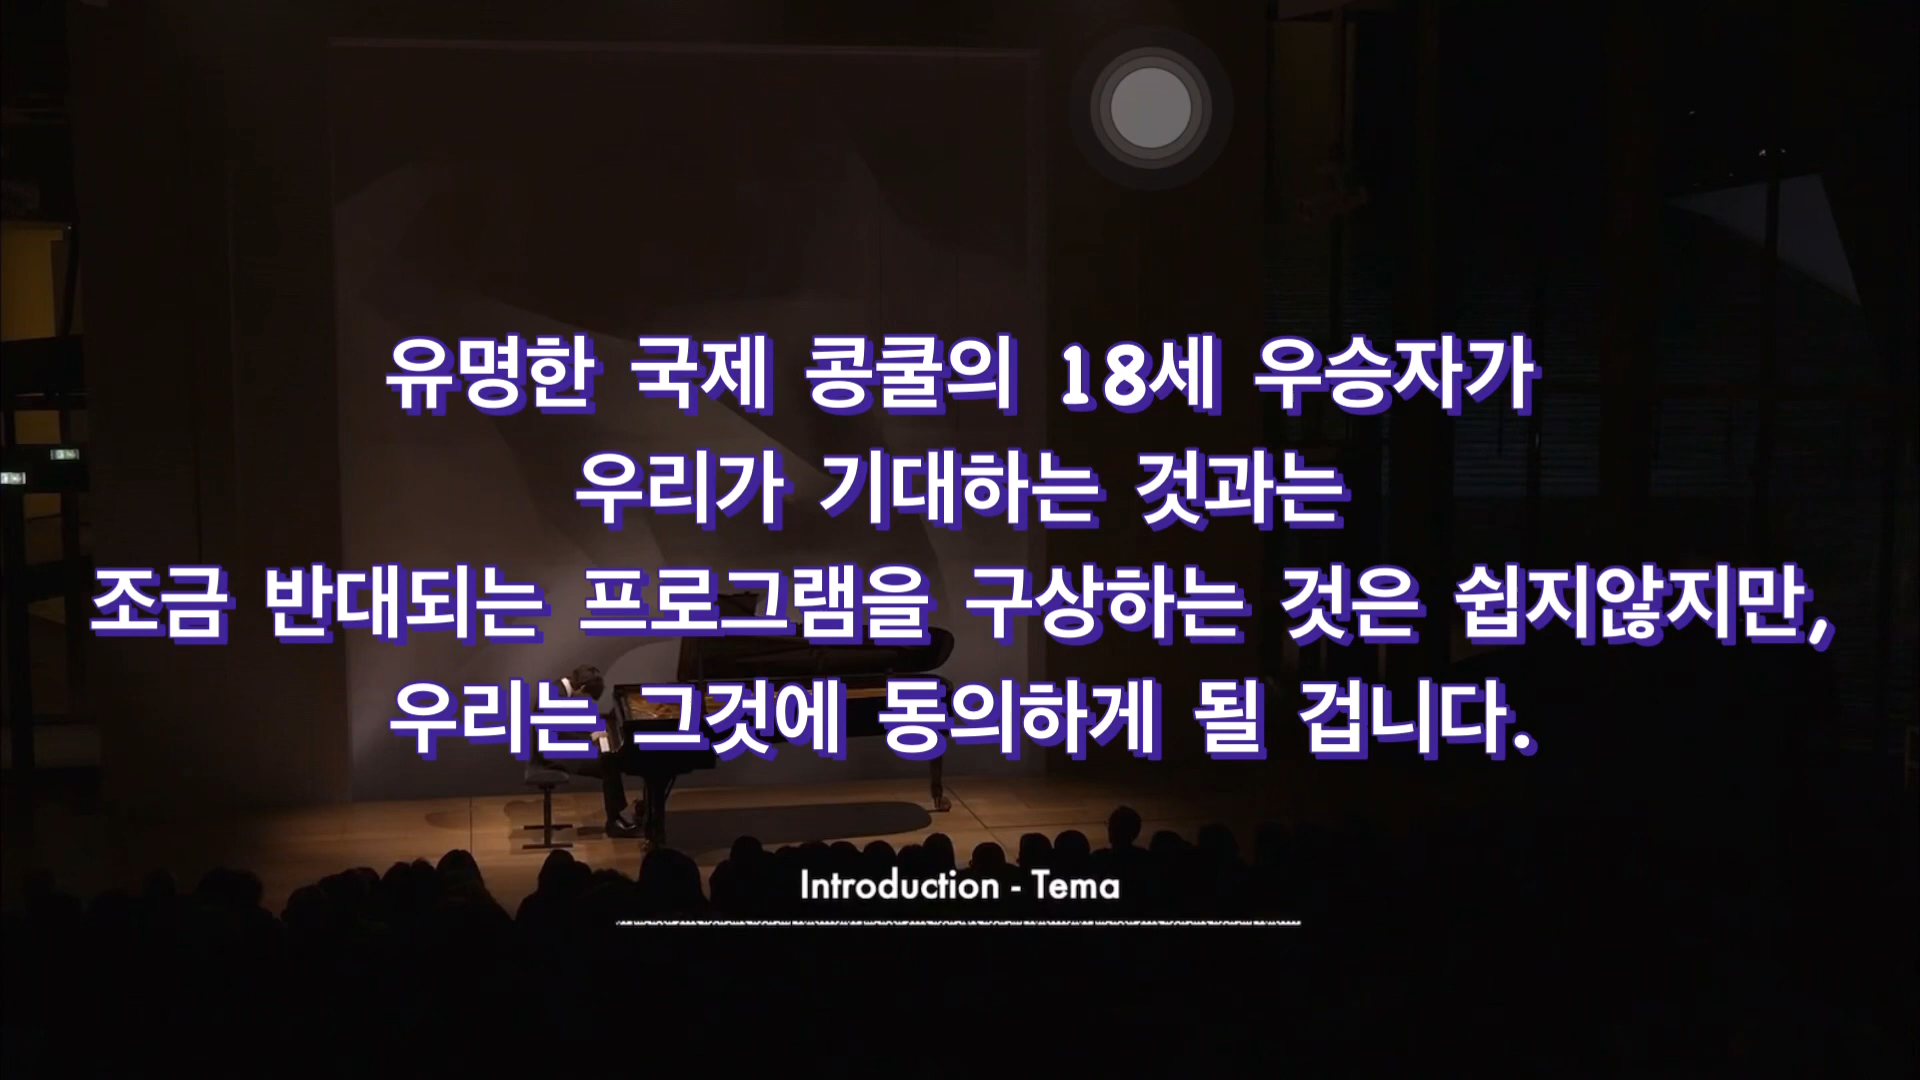 유명한 국제 콩쿨의 18세 우승자가
우리가 기대하는 것과는
조금 반대되는 프로그램을 구상하는 것은 쉽지않지만,
우리는 그것에 동의하게 될 겁니다.
Introduction - Tema